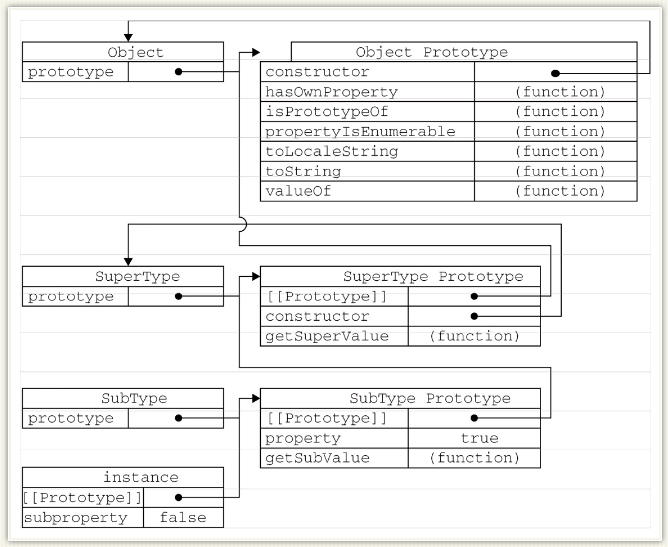 Object
prototype
Object Prototype
constructor
hasOwnProperty (function)
isPrototypeOf (function)
propertyIsEnumerable (function)
toLocaleString (function)
toString (function)
valueOf (function)
SuperType
prototype
SuperType Prototype
[[Prototype]]
constructor
getSuperValue (function)
SubType
prototype
SubType Prototype
[[Prototype]]
property true
getSubValue (function)
instance
[[Prototype]]
subproperty false